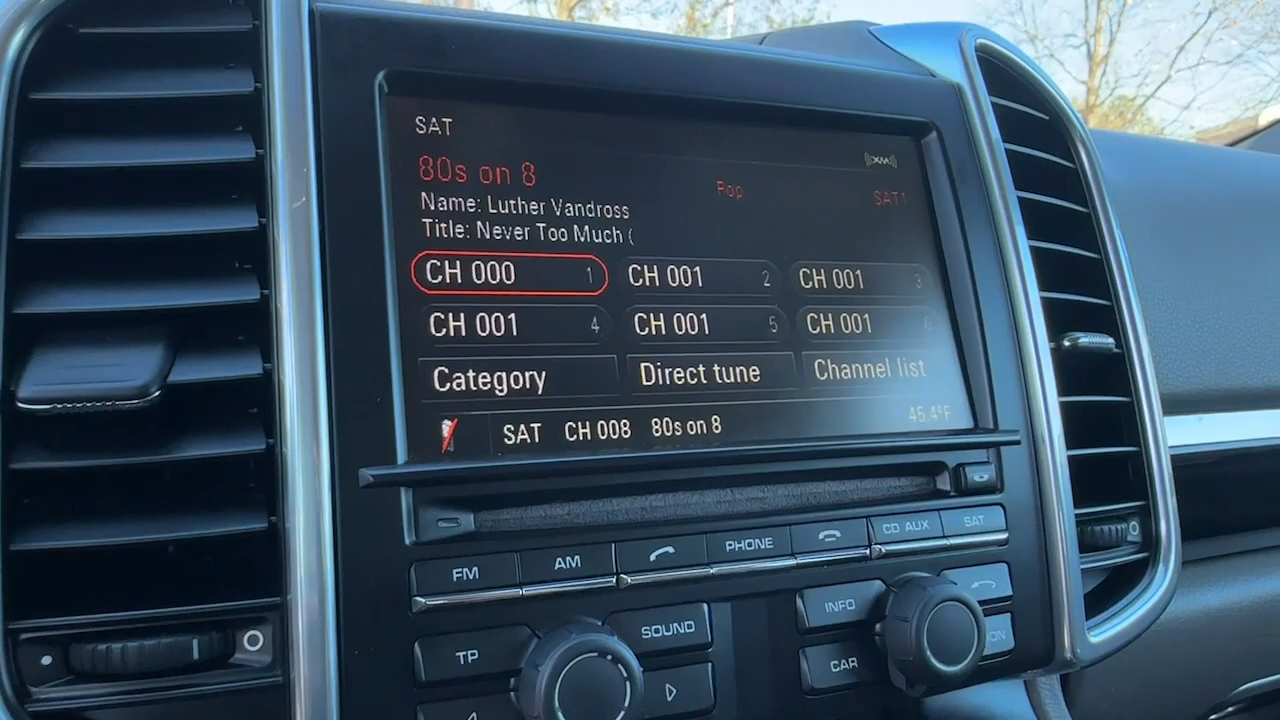 SAT
XM
80s on 8
Pop
SAT1
Name: Luther Vandross
Title: Never Too Much (
CH 000 1
CH 001 2
CH 001 3
CH 001 4
CH 001 5
CH 001 6
Category
Direct tune
Channel list
SAT CH 008 80s on 8
45.4°F
FM
AM
PHONE
CD AUX
SAT
TP
SOUND
INFO
CAR